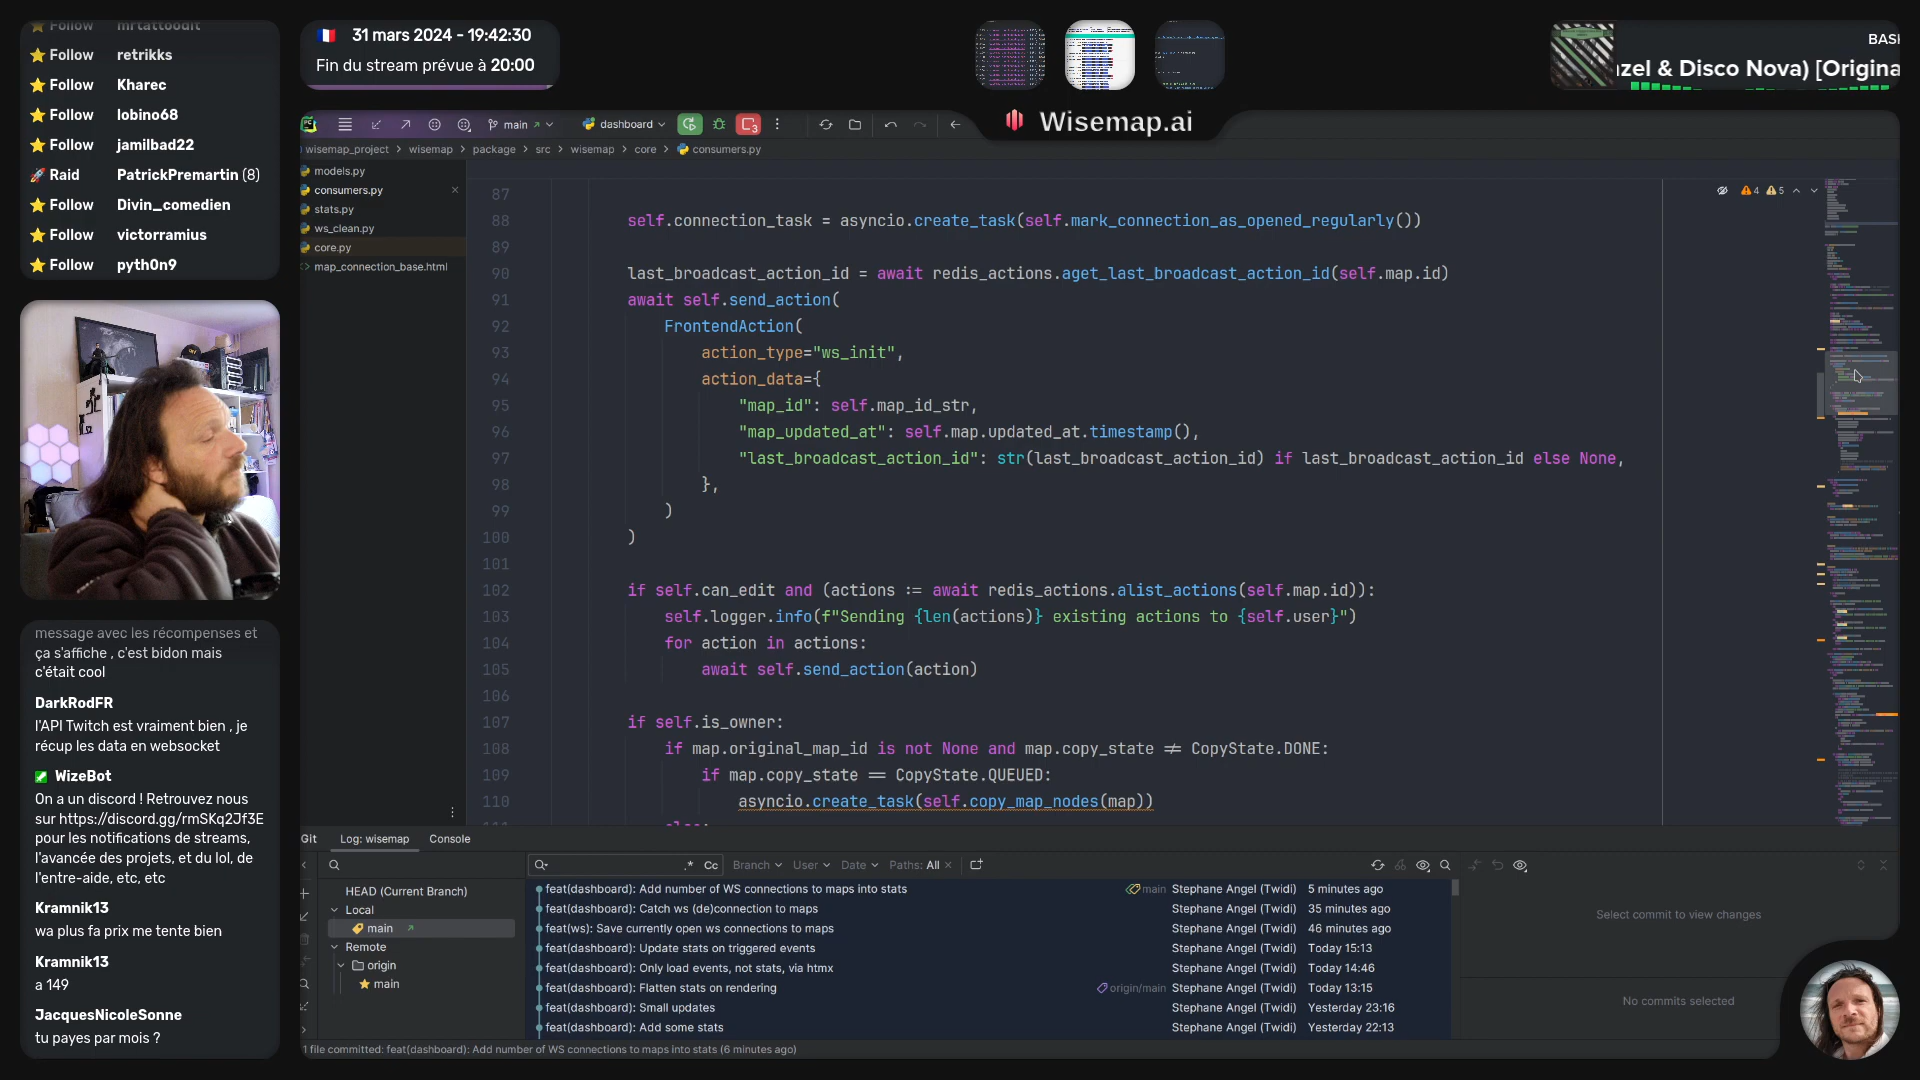 Follow mrtattoodit
Follow retrikks
Follow Kharec
Follow lobino68
Follow jamilbad22
Raid PatrickPremartin (8)
Follow Divin_comedien
Follow victorramius
Follow pyth0n9
31 mars 2024 - 19:42:30
Fin du stream prévue à 20:00
BASH
Wisemap.ai
nzel & Disco Nova) [Origina
main
dashboard
3
wisemap_project > wisemap > package > src > wisemap > core > consumers.py
models.py
consumers.py
stats.py
ws_clean.py
core.py
map_connection_base.html
4 5
87
88 self.connection_task = asyncio.create_task(self.mark_connection_as_opened_regularly())
89
90 last_broadcast_action_id = await redis_actions.aget_last_broadcast_action_id(self.map.id)
91 await self.send_action(
92 FrontendAction(
93 action_type="ws_init",
94 action_data={
95 "map_id": self.map_id_str,
96 "map_updated_at": self.map.updated_at.timestamp(),
97 "last_broadcast_action_id": str(last_broadcast_action_id) if last_broadcast_action_id else None,
98 },
99 )
100 )
101
102 if self.can_edit and (actions := await redis_actions.alist_actions(self.map.id)):
103 self.logger.info(f"Sending {len(actions)} existing actions to {self.user}")
104 for action in actions:
105 await self.send_action(action)
106
107 if self.is_owner:
108 if map.original_map_id is not None and map.copy_state != CopyState.DONE:
109 if map.copy_state == CopyState.QUEUED:
110 asyncio.create_task(self.copy_map_nodes(map))
111 else:
message avec les récompenses et
ça s'affiche , c'est bidon mais
c'était cool
DarkRodFR
l'API Twitch est vraiment bien , je
récup les data en websocket
WizeBot
On a un discord ! Retrouvez nous
sur https://discord.gg/rmSKq2Jf3E
pour les notifications de streams,
l'avancée des projets, et du lol, de
l'entre-aide, etc, etc
Kramnik13
wa plus fa prix me tente bien
Kramnik13
a 149
JacquesNicoleSonne
tu payes par mois ?
Git Log: wisemap Console
.* Cc Branch User Date Paths: All
HEAD (Current Branch)
Local
main
Remote
origin
main
feat(dashboard): Add number of WS connections to maps into stats main Stephane Angel (Twidi) 5 minutes ago
feat(dashboard): Catch ws (de)connection to maps Stephane Angel (Twidi) 35 minutes ago
feat(ws): Save currently open ws connections to maps Stephane Angel (Twidi) 46 minutes ago
feat(dashboard): Update stats on triggered events Stephane Angel (Twidi) Today 15:13
feat(dashboard): Only load events, not stats, via htmx Stephane Angel (Twidi) Today 14:46
feat(dashboard): Flatten stats on rendering origin/main Stephane Angel (Twidi) Today 13:15
feat(dashboard): Small updates Stephane Angel (Twidi) Yesterday 23:16
feat(dashboard): Add some stats Stephane Angel (Twidi) Yesterday 22:13
Select commit to view changes
No commits selected
1 file committed: feat(dashboard): Add number of WS connections to maps into stats (6 minutes ago)